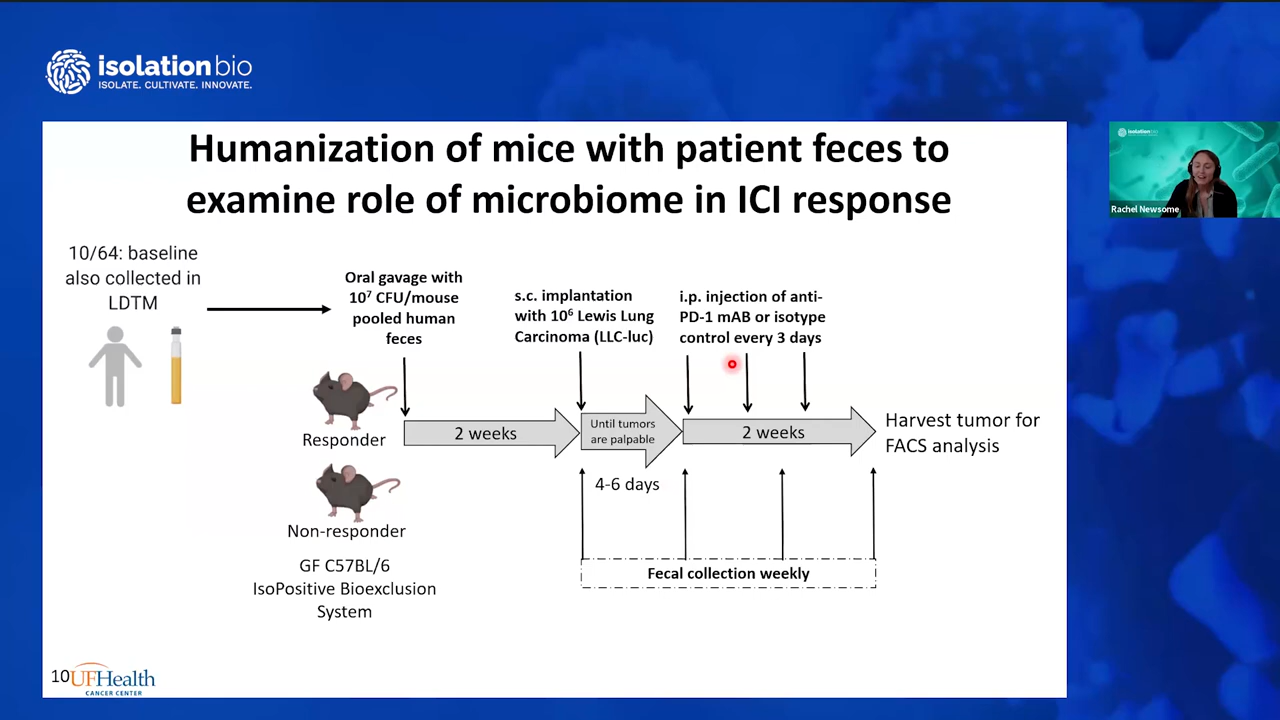 isolation bio
ISOLATE. CULTIVATE. INNOVATE.
Humanization of mice with patient feces to
examine role of microbiome in ICI response
isolation bio
Rachel Newsome
10/64: baseline
also collected in
LDTM
Oral gavage with
10⁷ CFU/mouse
pooled human
feces
s.c. implantation
with 10⁶ Lewis Lung
Carcinoma (LLC-luc)
i.p. injection of anti-
PD-1 mAB or isotype
control every 3 days
Responder
2 weeks
Until tumors
are palpable
2 weeks
Harvest tumor for
FACS analysis
4-6 days
Non-responder
GF C57BL/6
IsoPositive Bioexclusion
System
Fecal collection weekly
10
UFHealth
CANCER CENTER